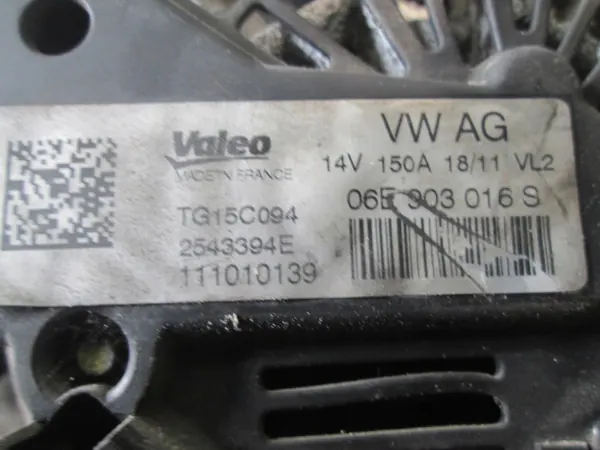 Valeo
MADE IN FRANCE
TG15C094
2543394E
111010139
VW AG
14V 150A 18/11 VL2
06E 903 016 S